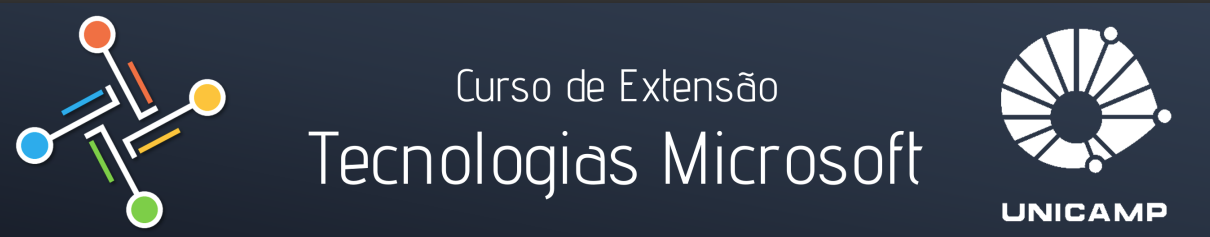 Curso de Extensão
Tecnologias Microsoft
UNICAMP